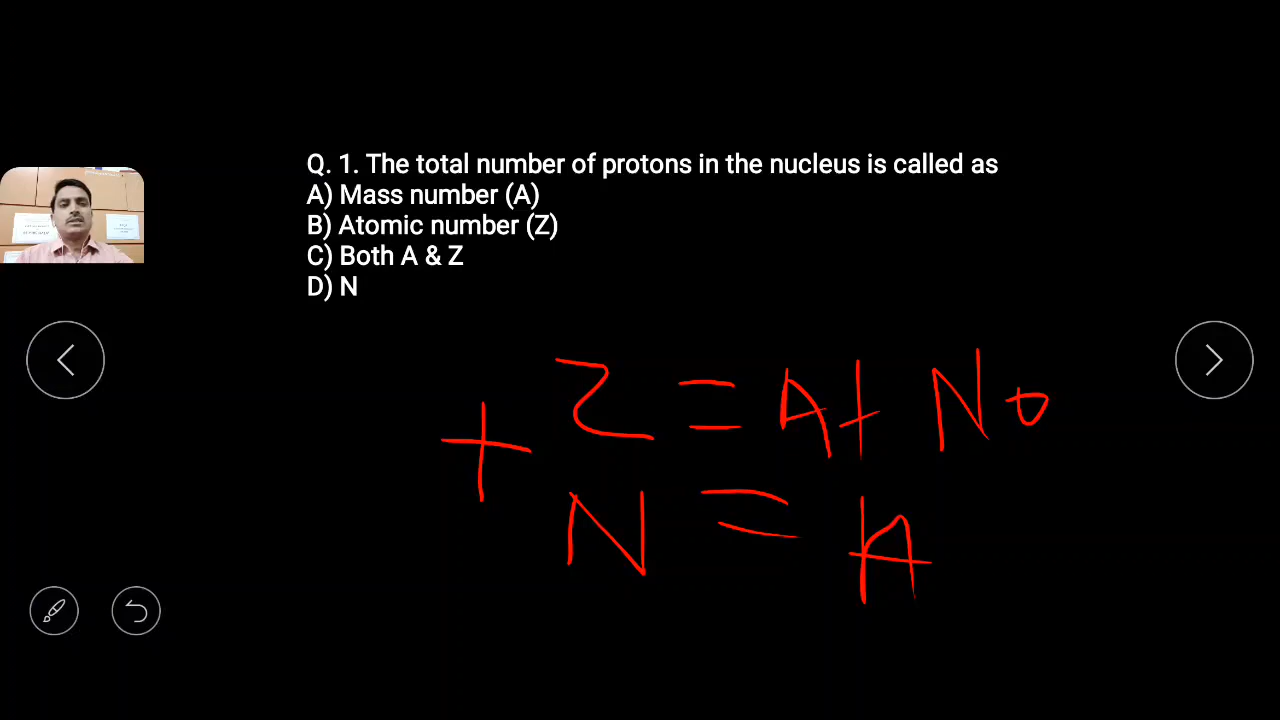 Q. 1. The total number of protons in the nucleus is called as
A) Mass number (A)
B) Atomic number (Z)
C) Both A & Z
D) N
Z = At No
+
N = A